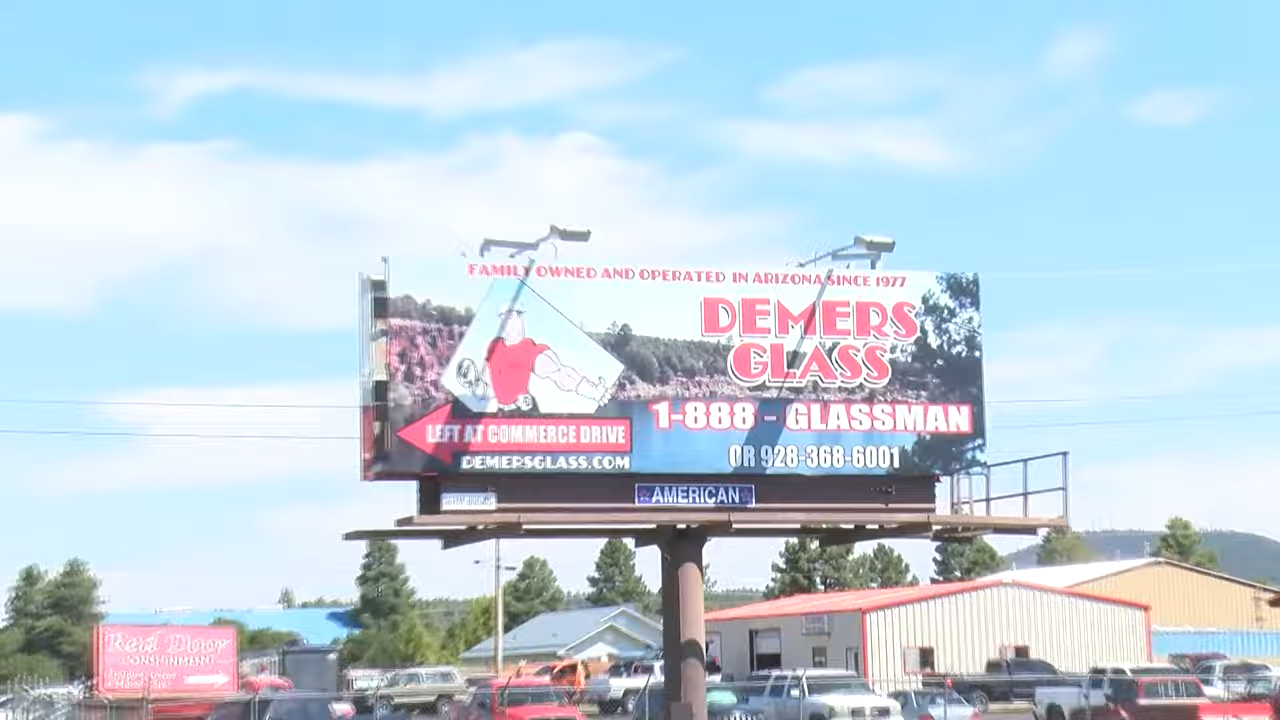 FAMILY OWNED AND OPERATED IN ARIZONA SINCE 1977
DEMERS
GLASS
1-888 - GLASSMAN
LEFT AT COMMERCE DRIVE
OR 928-368-6001
DEMERSGLASS.COM
AMERICAN
Red Door
CONSIGNMENT